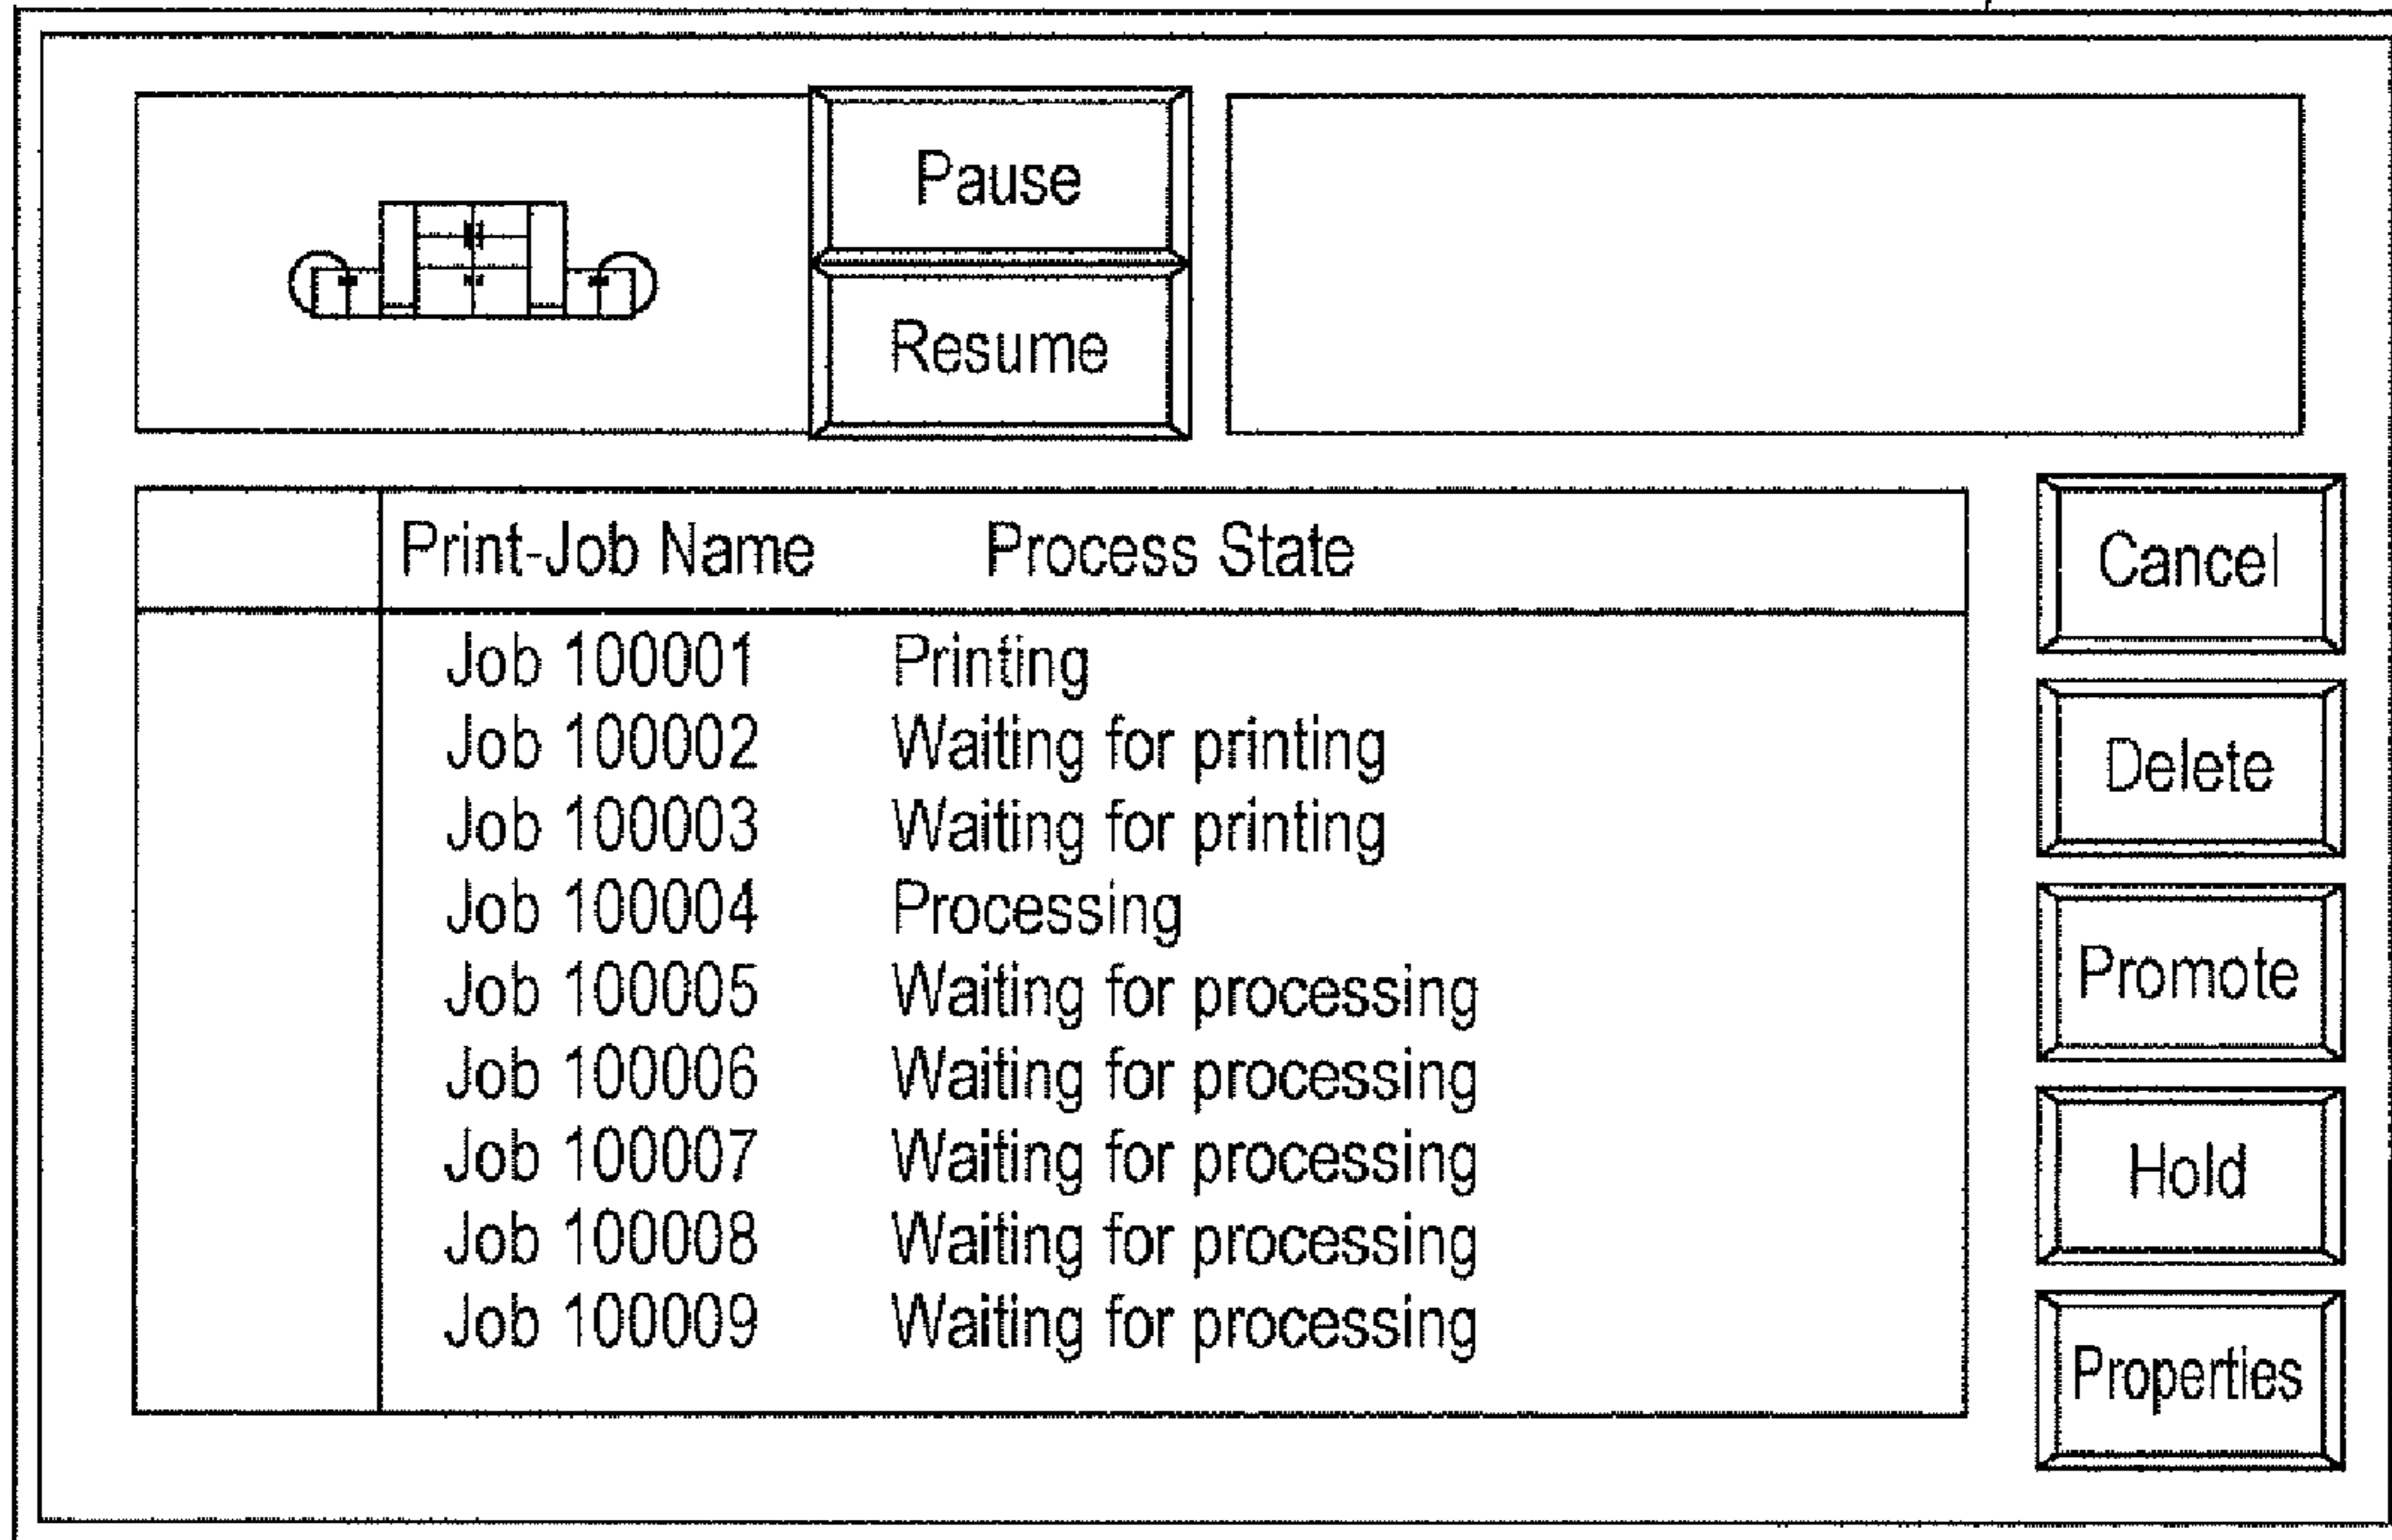 Pause
Resume
Print-Job Name Process State
Job 100001 Printing
Job 100002 Waiting for printing
Job 100003 Waiting for printing
Job 100004 Processing
Job 100005 Waiting for processing
Job 100006 Waiting for processing
Job 100007 Waiting for processing
Job 100008 Waiting for processing
Job 100009 Waiting for processing
Cancel
Delete
Promote
Hold
Properties